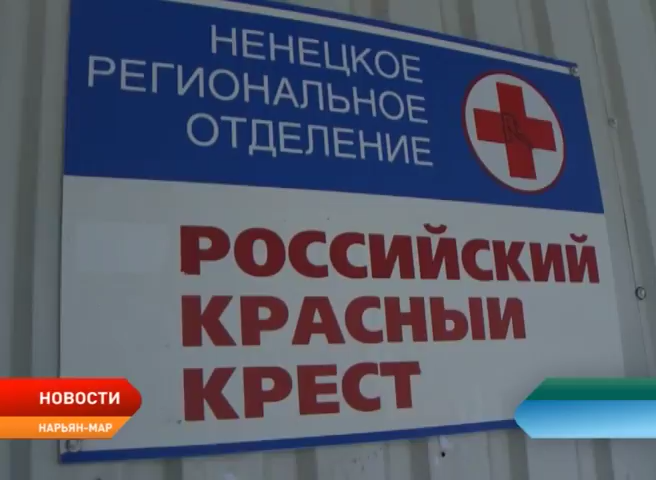 НЕНЕЦКОЕ
РЕГИОНАЛЬНОЕ
ОТДЕЛЕНИЕ
РОССИЙСКИЙ
КРАСНЫЙ
КРЕСТ
НОВОСТИ
НАРЬЯН-МАР